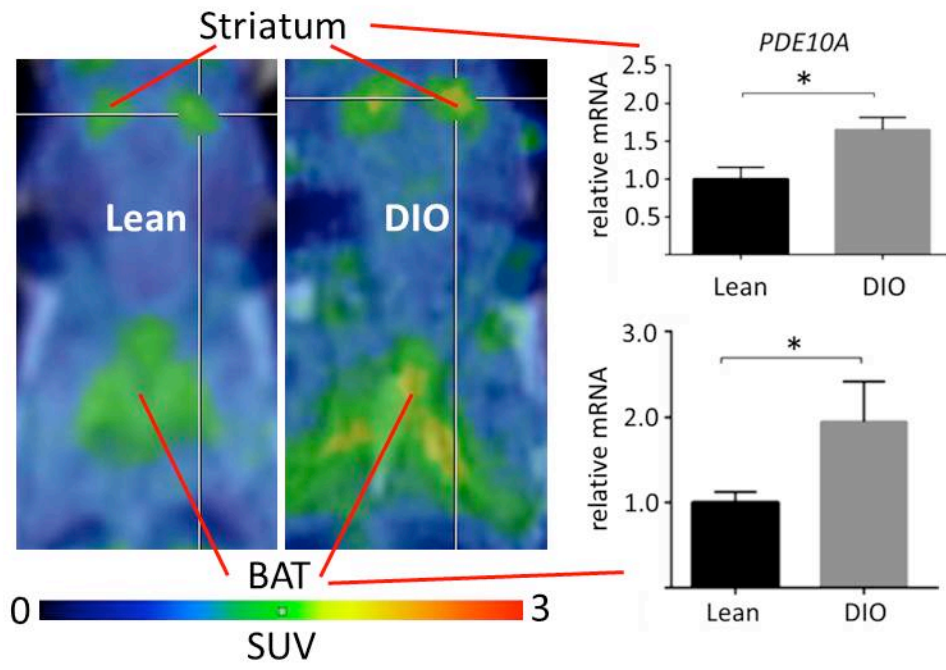 Striatum
Lean
DIO
BAT
0
3
SUV
PDE10A
*
relative mRNA
2.5
2.0
1.5
1.0
0.5
Lean
DIO
*
relative mRNA
3.0
2.0
1.0
Lean
DIO